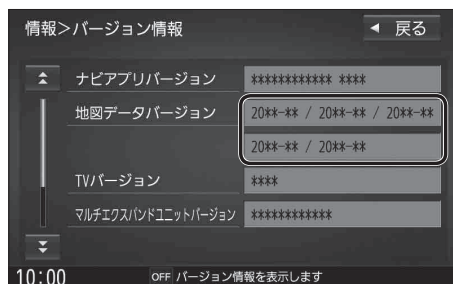 情報>バージョン情報
戻る
ナビアプリバージョン ************ ****
地図データバージョン 20**-** / 20**-** / 20**-**
20**-** / 20**-**
TVバージョン ****
マルチエクスパンドユニットバージョン ************
10:00 OFF バージョン情報を表示します